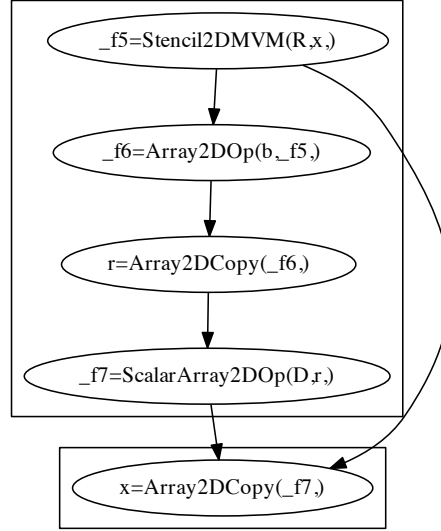 _f5=Stencil2DMVM(R,x,)
_f6=Array2DOp(b,_f5,)
r=Array2DCopy(_f6,)
_f7=ScalarArray2DOp(D,r,)
x=Array2DCopy(_f7,)